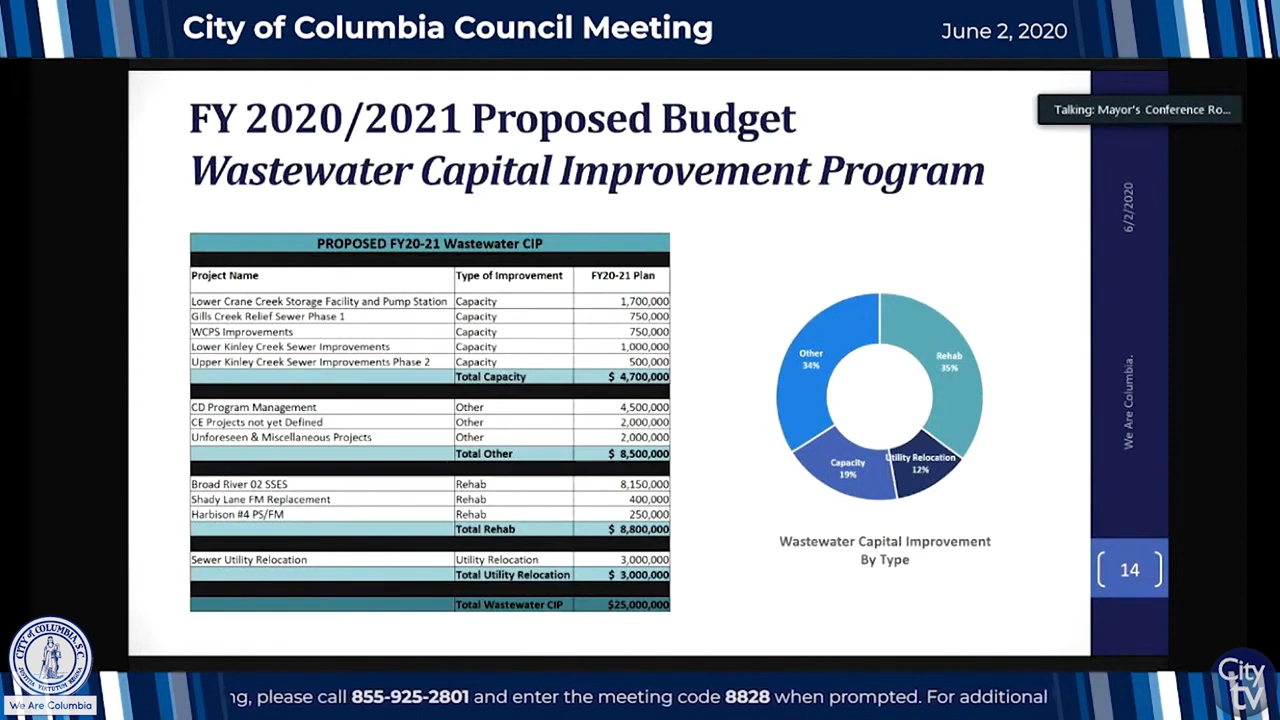 City of Columbia Council Meeting
June 2, 2020
FY 2020/2021 Proposed Budget
Wastewater Capital Improvement Program
Talking: Mayor's Conference Ro...
6/2/2020
We Are Columbia.
14
PROPOSED FY20-21 Wastewater CIP
Project Name Type of Improvement FY20-21 Plan
Lower Crane Creek Storage Facility and Pump Station Capacity 1,700,000
Gills Creek Relief Sewer Phase 1 Capacity 750,000
WCPS Improvements Capacity 750,000
Lower Kinley Creek Sewer Improvements Capacity 1,000,000
Upper Kinley Creek Sewer Improvements Phase 2 Capacity 500,000
Total Capacity $ 4,700,000
CD Program Management Other 4,500,000
CE Projects not yet Defined Other 2,000,000
Unforeseen & Miscellaneous Projects Other 2,000,000
Total Other $ 8,500,000
Broad River 02 SSES Rehab 8,150,000
Shady Lane FM Replacement Rehab 400,000
Harbison #4 PS/FM Rehab 250,000
Total Rehab $ 8,800,000
Sewer Utility Relocation Utility Relocation 3,000,000
Total Utility Relocation $ 3,000,000
Total Wastewater CIP $25,000,000
Other
34%
Rehab
35%
Capacity
19%
Utility Relocation
12%
Wastewater Capital Improvement
By Type
CITY of COLUMBIA, S.C.
JUSTITIA VIRTUTUM REGINA
We Are Columbia
ng, please call 855-925-2801 and enter the meeting code 8828 when prompted. For additional
City
tv